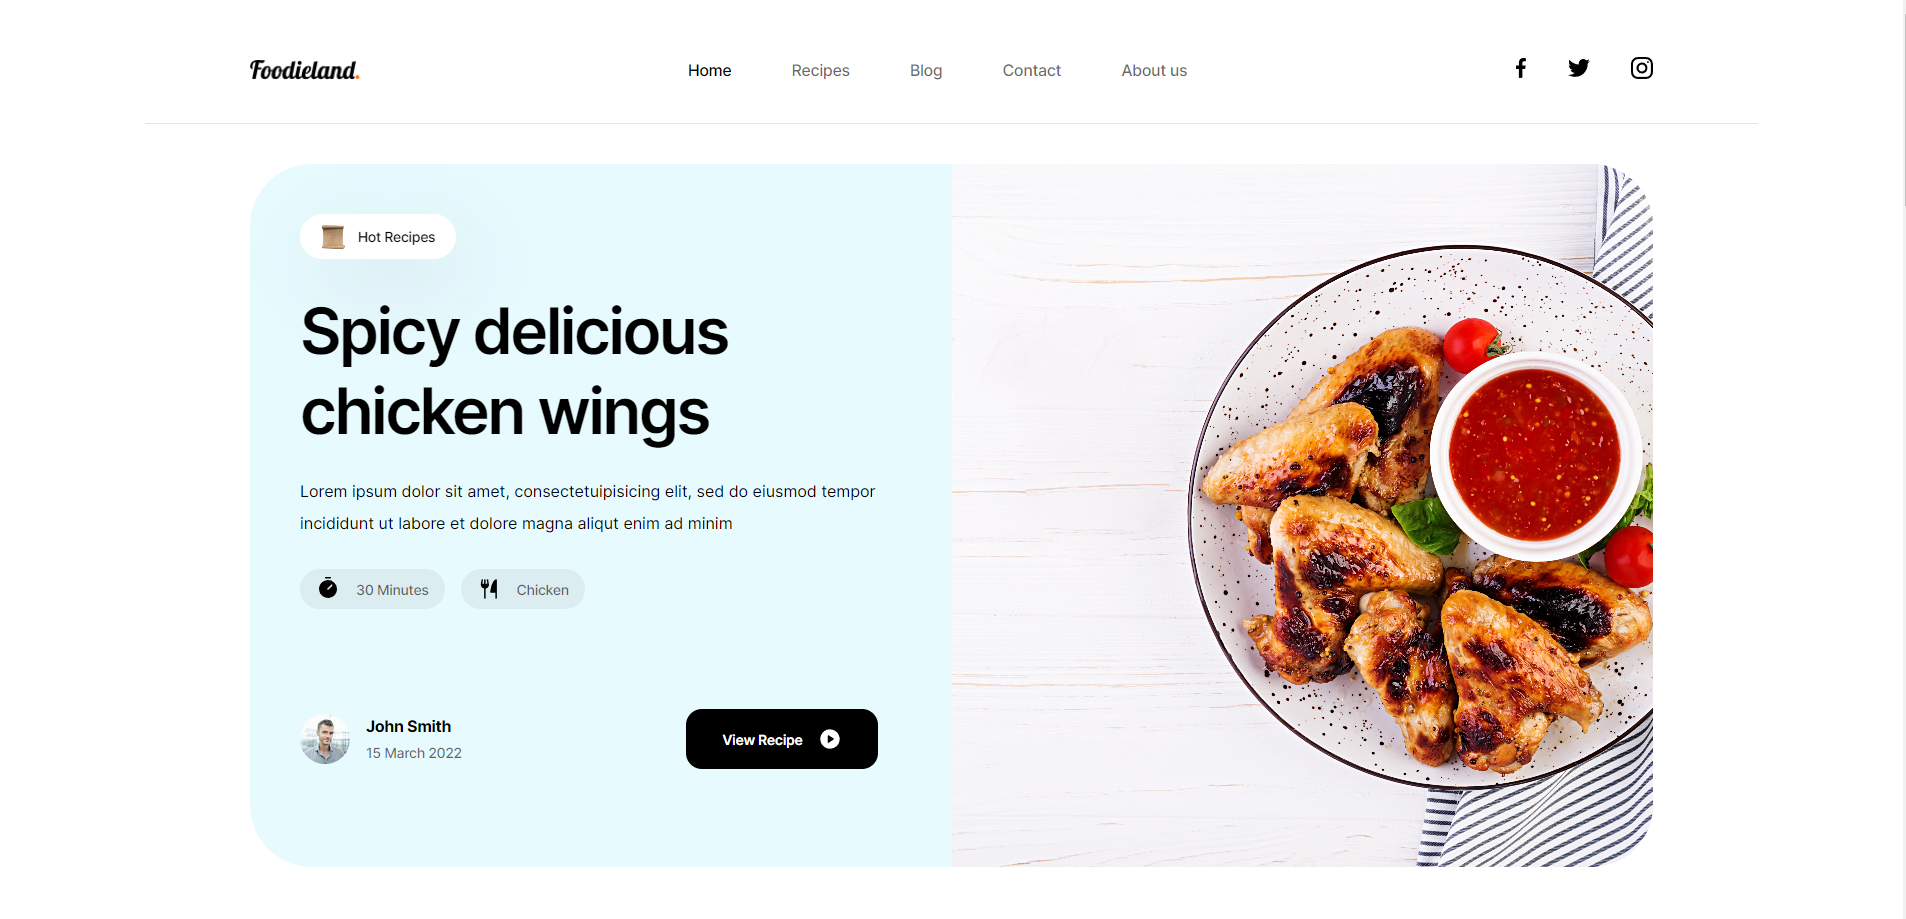 Foodieland.
Home Recipes Blog Contact About us
Hot Recipes
Spicy delicious
chicken wings
Lorem ipsum dolor sit amet, consectetuipisicing elit, sed do eiusmod tempor
incididunt ut labore et dolore magna aliqut enim ad minim
30 Minutes Chicken
John Smith
15 March 2022
View Recipe